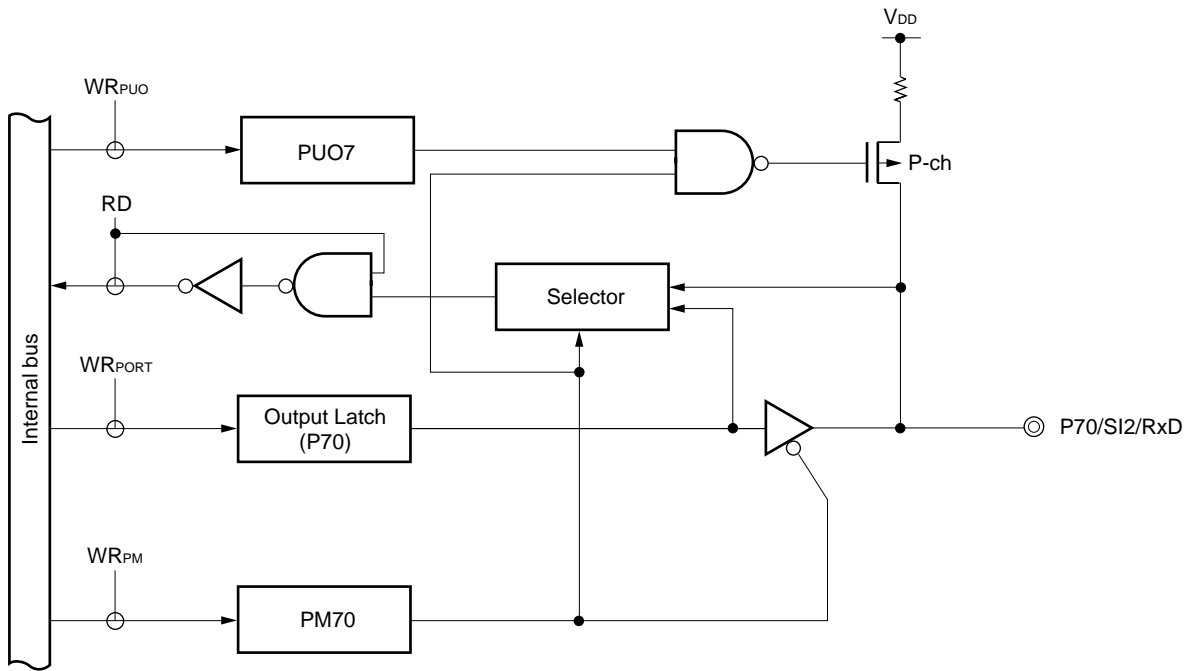 VDD
WRPUO
PUO7
P-ch
RD
Selector
Internal bus
WRPORT
Output Latch
(P70)
P70/SI2/RxD
WRPM
PM70